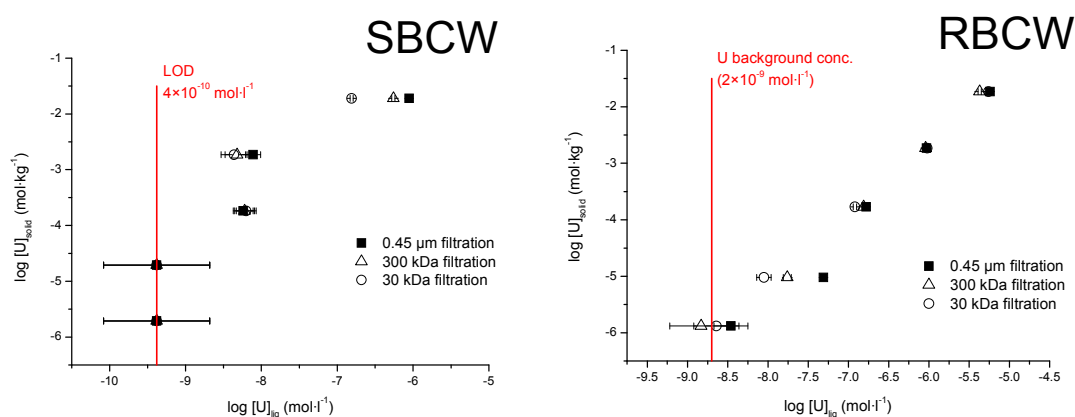 SBCW
-1
-2
-3
-4
-5
-6
LOD
4×10⁻¹⁰ mol·l⁻¹
0.45 µm filtration
300 kDa filtration
30 kDa filtration
-10
-9
-8
-7
-6
-5
log [U]liq (mol·l⁻¹)
log [U]solid (mol·kg⁻¹)
RBCW
-1
-2
-3
-4
-5
-6
U background conc.
(2×10⁻⁹ mol·l⁻¹)
0.45 µm filtration
300 kDa filtration
30 kDa filtration
-9.5
-9.0
-8.5
-8.0
-7.5
-7.0
-6.5
-6.0
-5.5
-5.0
-4.5
log [U]liq (mol·l⁻¹)
log [U]solid (mol·kg⁻¹)